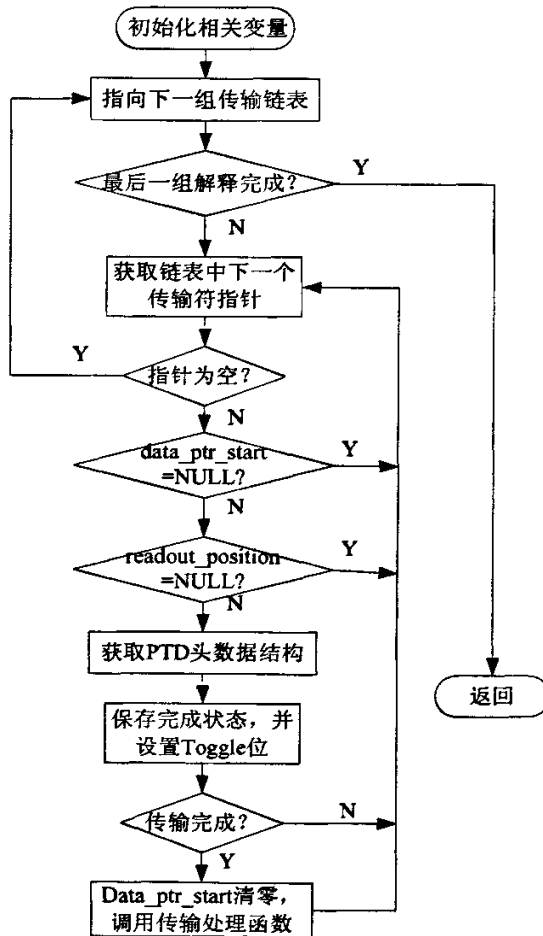 初始化相关变量
指向下一组传输链表
最后一组解释完成？
Y
N
获取链表中下一个
传输符指针
Y
指针为空？
N
data_ptr_start
=NULL?
Y
N
readout_position
=NULL?
Y
N
获取PTD头数据结构
返回
保存完成状态，并
设置Toggle位
传输完成？
N
Y
Data_ptr_start清零，
调用传输处理函数